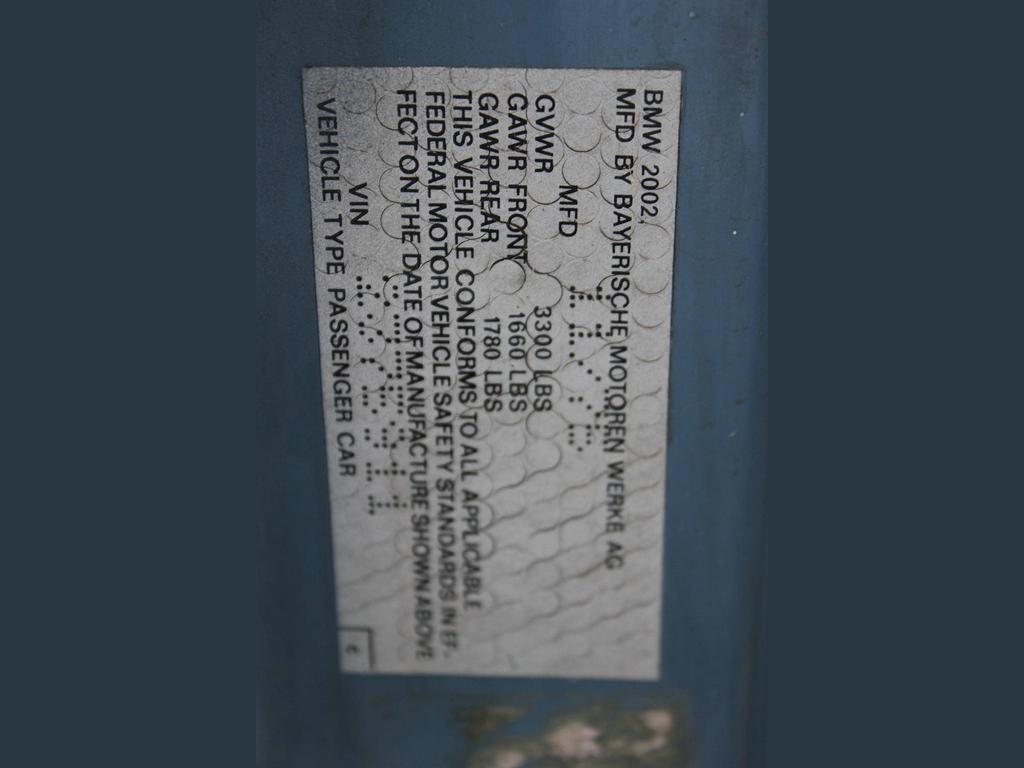 BMW 2002,
MFD BY BAYERISCHE MOTOREN WERKE AG
MFD
GVWR 3300 LBS
GAWR FRONT 1660 LBS
GAWR REAR 1780 LBS
THIS VEHICLE CONFORMS TO ALL APPLICABLE
FEDERAL MOTOR VEHICLE SAFETY STANDARDS IN EF-
FECT ON THE DATE OF MANUFACTURE SHOWN ABOVE
VIN
VEHICLE TYPE PASSENGER CAR